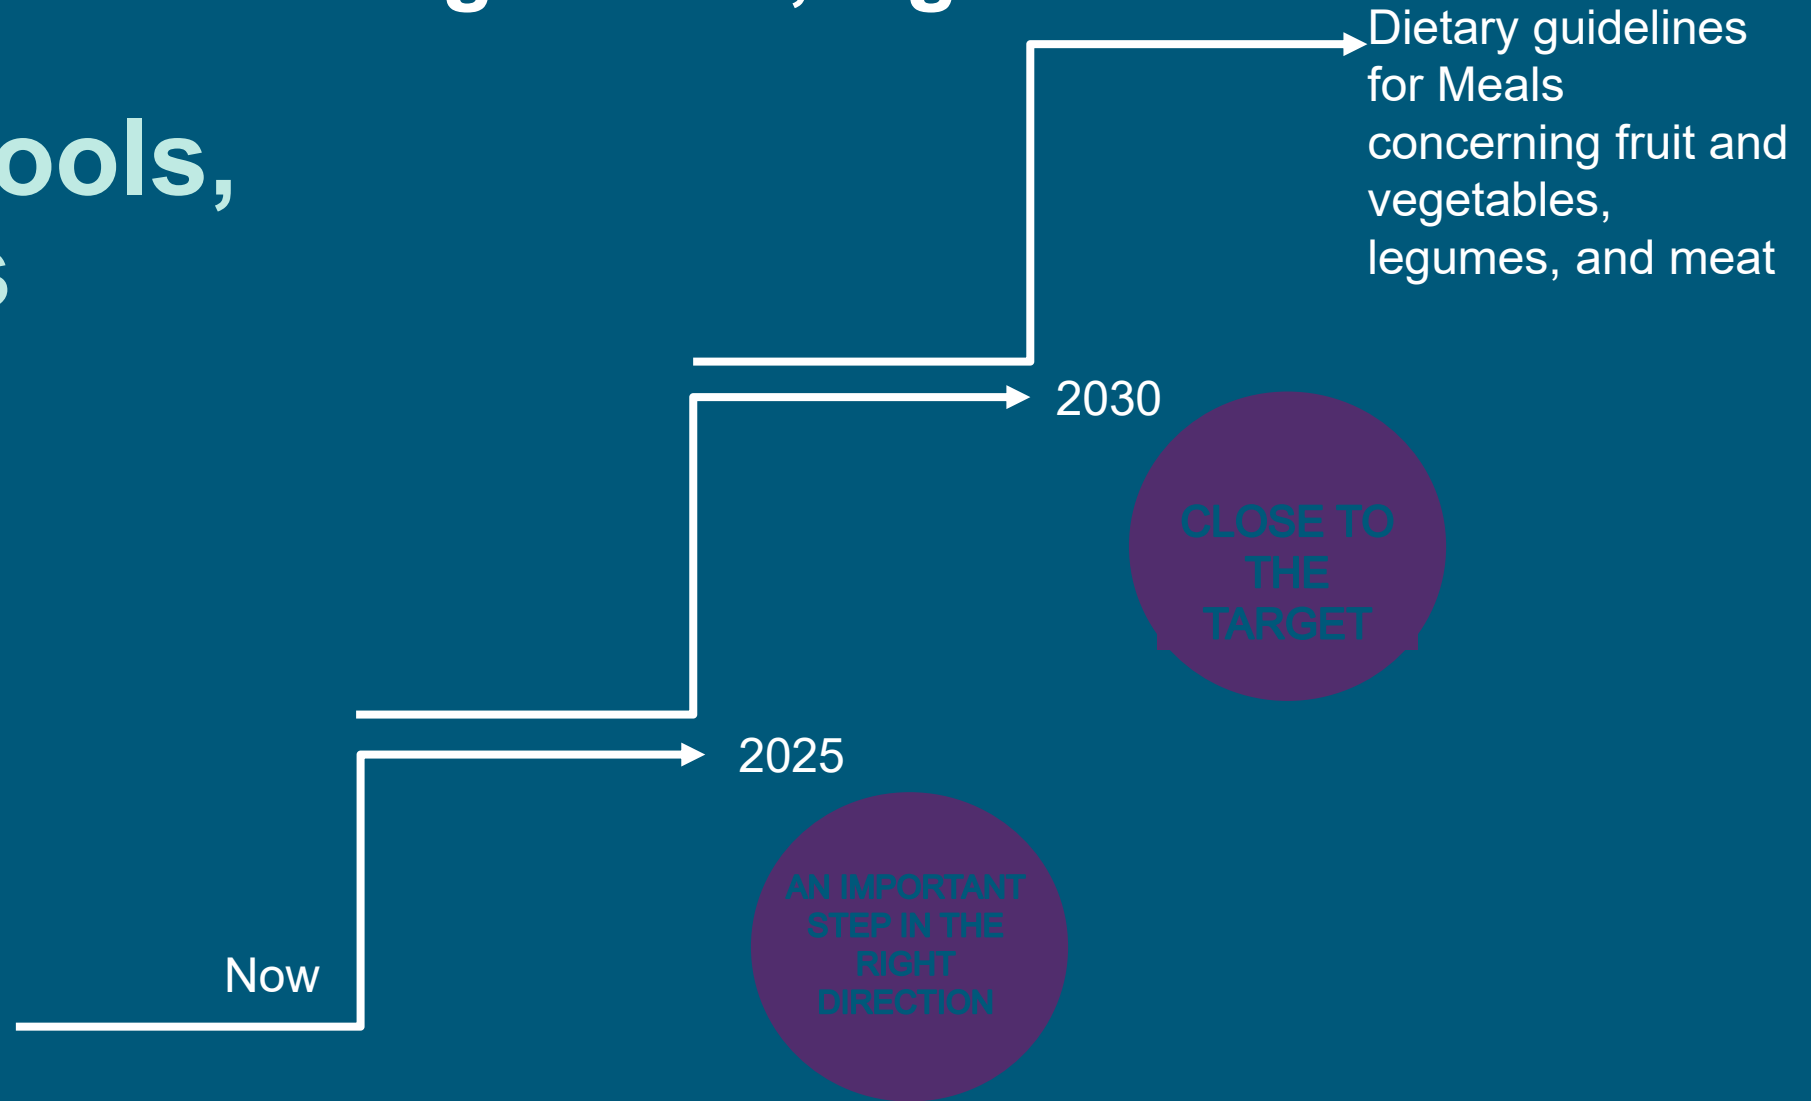 Dietary guidelines
for Meals
concerning fruit and
vegetables,
legumes, and meat
2030
CLOSE TO
THE
TARGET
2025
AN IMPORTANT
STEP IN THE
RIGHT
DIRECTION
Now